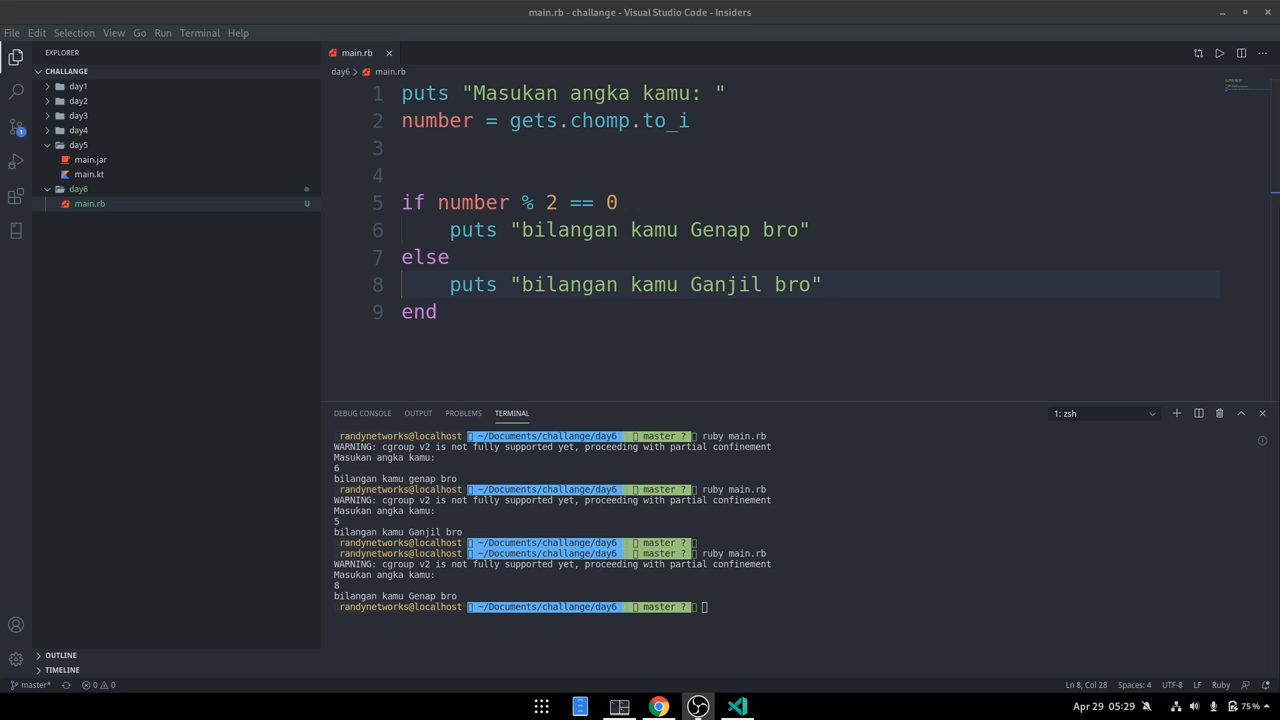 main.rb - challange - Visual Studio Code - Insiders
File Edit Selection View Go Run Terminal Help
EXPLORER
CHALLANGE
day1
day2
day3
day4
day5
main.jar
main.kt
day6
main.rb U
OUTLINE
TIMELINE
1
main.rb
day6 > main.rb
1 puts "Masukan angka kamu: "
2 number = gets.chomp.to_i
3
4
5 if number % 2 == 0
6 puts "bilangan kamu Genap bro"
7 else
8 puts "bilangan kamu Ganjil bro"
9 end
DEBUG CONSOLE OUTPUT PROBLEMS TERMINAL 1: zsh
randynetworks@localhost ~/Documents/challange/day6 master ? ruby main.rb
WARNING: cgroup v2 is not fully supported yet, proceeding with partial confinement
Masukan angka kamu:
6
bilangan kamu genap bro
randynetworks@localhost ~/Documents/challange/day6 master ? ruby main.rb
WARNING: cgroup v2 is not fully supported yet, proceeding with partial confinement
Masukan angka kamu:
5
bilangan kamu Ganjil bro
randynetworks@localhost ~/Documents/challange/day6 master ?
randynetworks@localhost ~/Documents/challange/day6 master ? ruby main.rb
WARNING: cgroup v2 is not fully supported yet, proceeding with partial confinement
Masukan angka kamu:
8
bilangan kamu Genap bro
randynetworks@localhost ~/Documents/challange/day6 master ?
master* 0 0 Ln 8, Col 28 Spaces: 4 UTF-8 LF Ruby
Apr 29 05:29 75 %